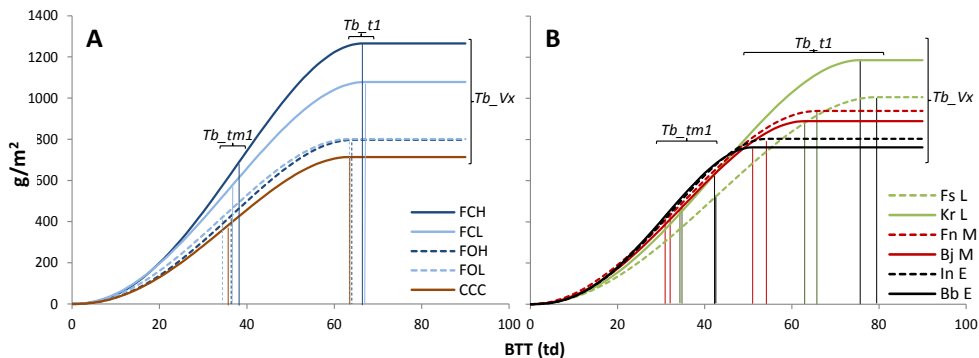 A
B
Tb_t1
Tb_t1
Tb_Vx
Tb_Vx
Tb_tm1
Tb_tm1
g/m²
1400
1200
1000
800
600
400
200
0
FCH
FCL
FOH
FOL
CCC
Fs L
Kr L
Fn M
Bj M
In E
Bb E
0 20 40 60 80 100
0 20 40 60 80 100
BTT (td)